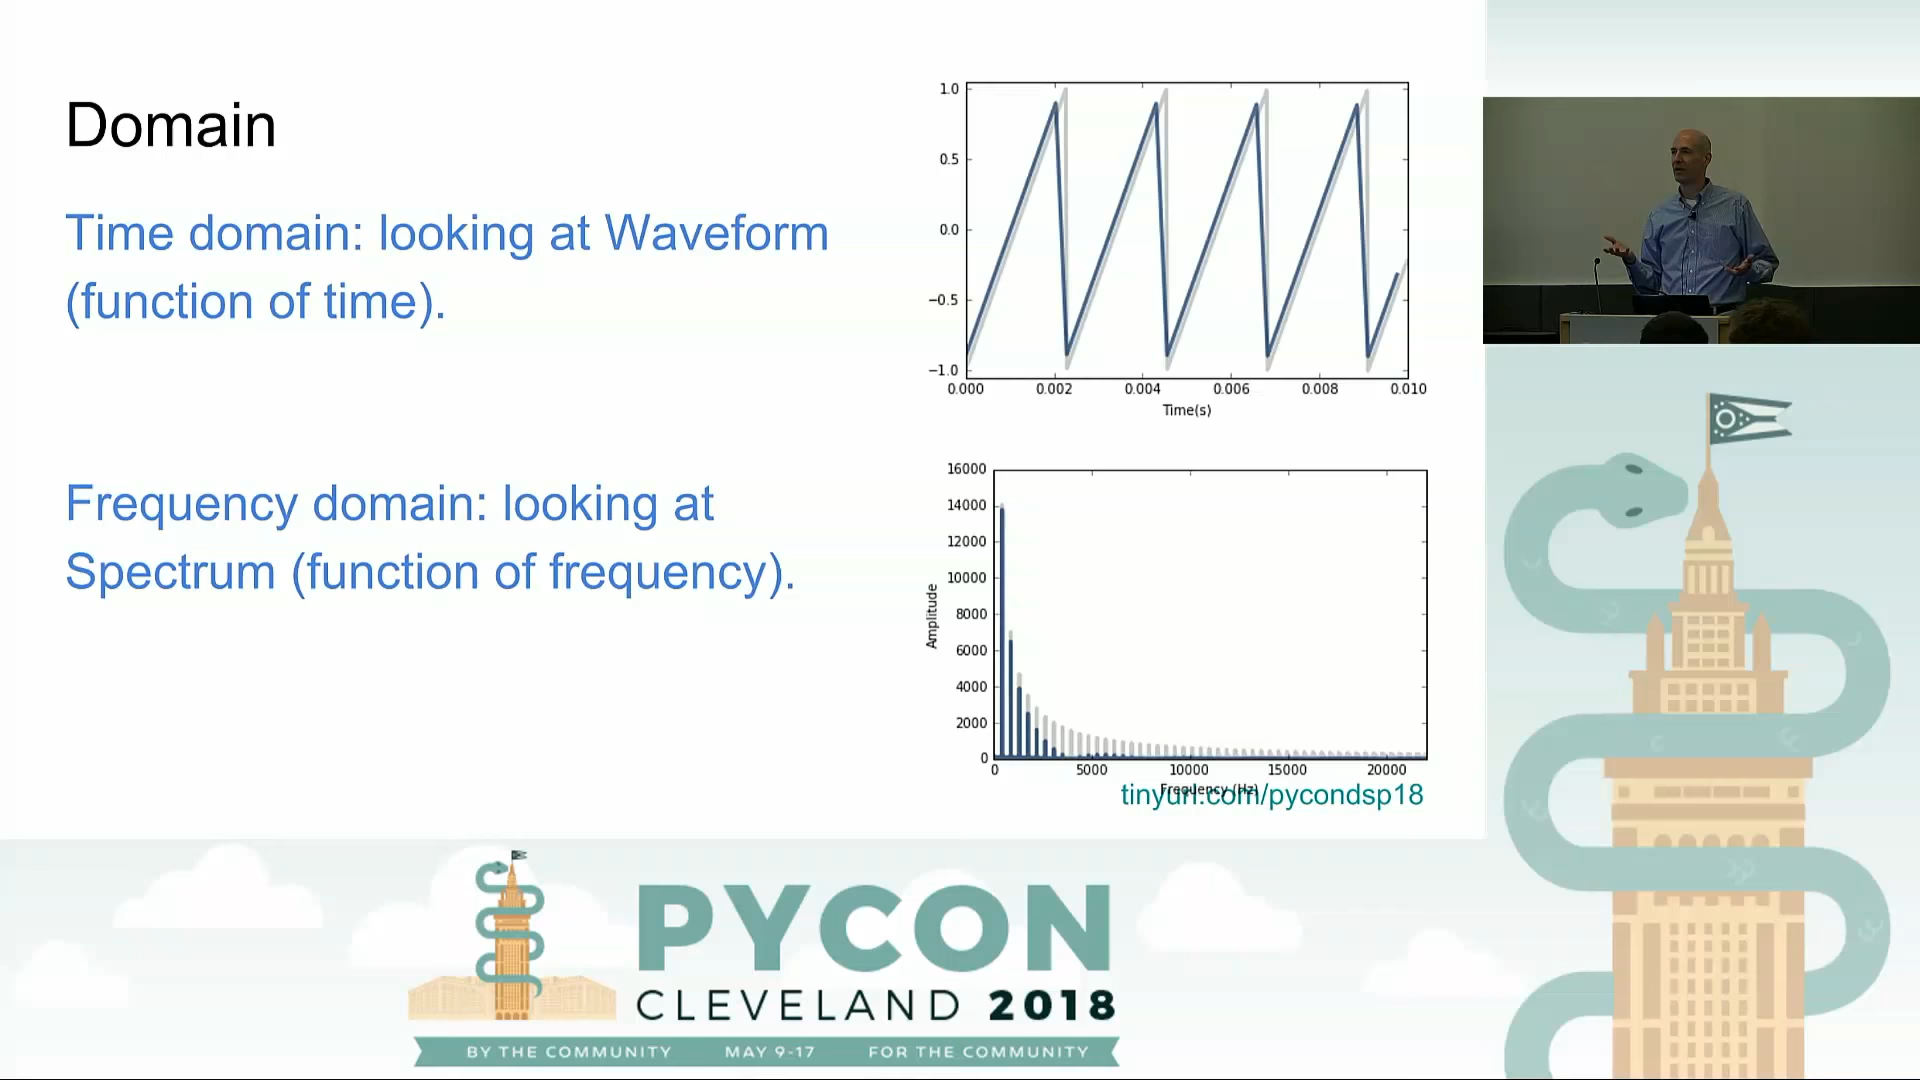 Domain
Time domain: looking at Waveform
(function of time).
Frequency domain: looking at
Spectrum (function of frequency).
1.0
0.5
0.0
−0.5
−1.0
0.000 0.002 0.004 0.006 0.008 0.010
Time(s)
16000
14000
12000
10000
8000
6000
4000
2000
0
Amplitude
0 5000 10000 15000 20000
Frequency (Hz)
tinyurl.com/pycondsp18
PYCON
CLEVELAND 2018
BY THE COMMUNITY MAY 9-17 FOR THE COMMUNITY